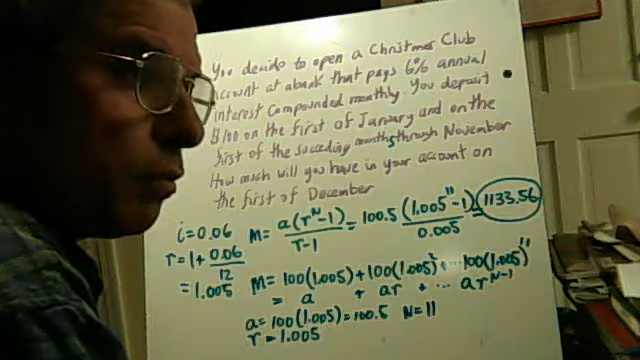 You decide to open a Christmas Club
account at a bank that pays 6% annual
interest compounded monthly. You deposit
$100 on the first of January and on the
first of the succeeding months through November
How much will you have in your account on
the first of December
i=0.06 M = a(r^N-1)/r-1 = 100.5 (1.005^11-1)/0.005 = 1133.56
r=1+0.06/12
=1.005 M = 100(1.005)+100(1.005)^2+...100(1.005)^11
= a + ar + ... ar^N-1
a=100(1.005)=100.5 N=11
r=1.005